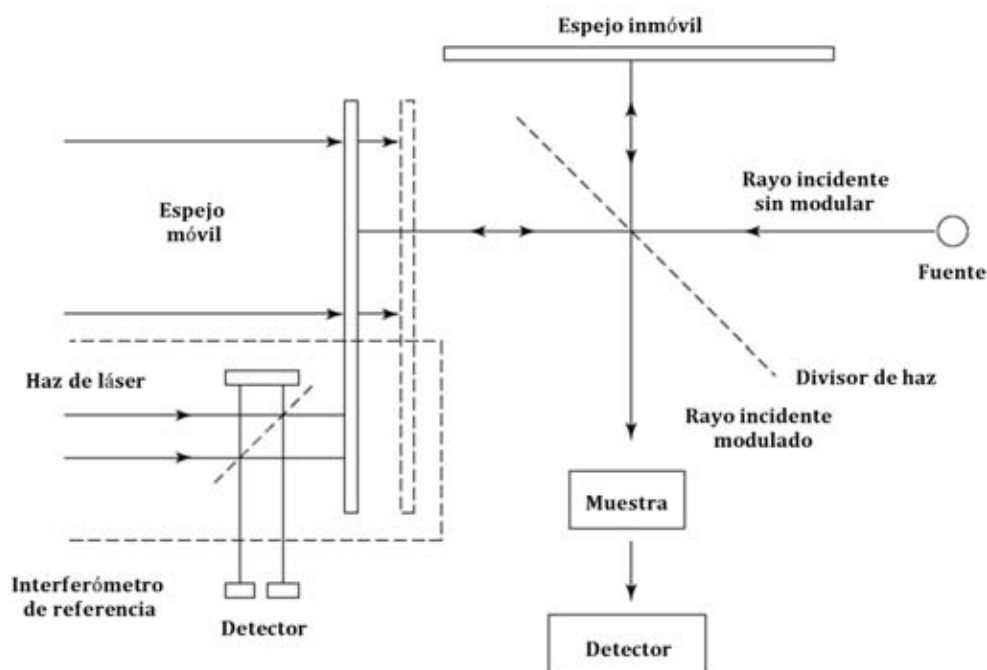 Espejo inmóvil
Rayo incidente
sin modular
Espejo
móvil
Fuente
Haz de láser
Divisor de haz
Rayo incidente
modulado
Muestra
Interferómetro
de referencia
Detector
Detector